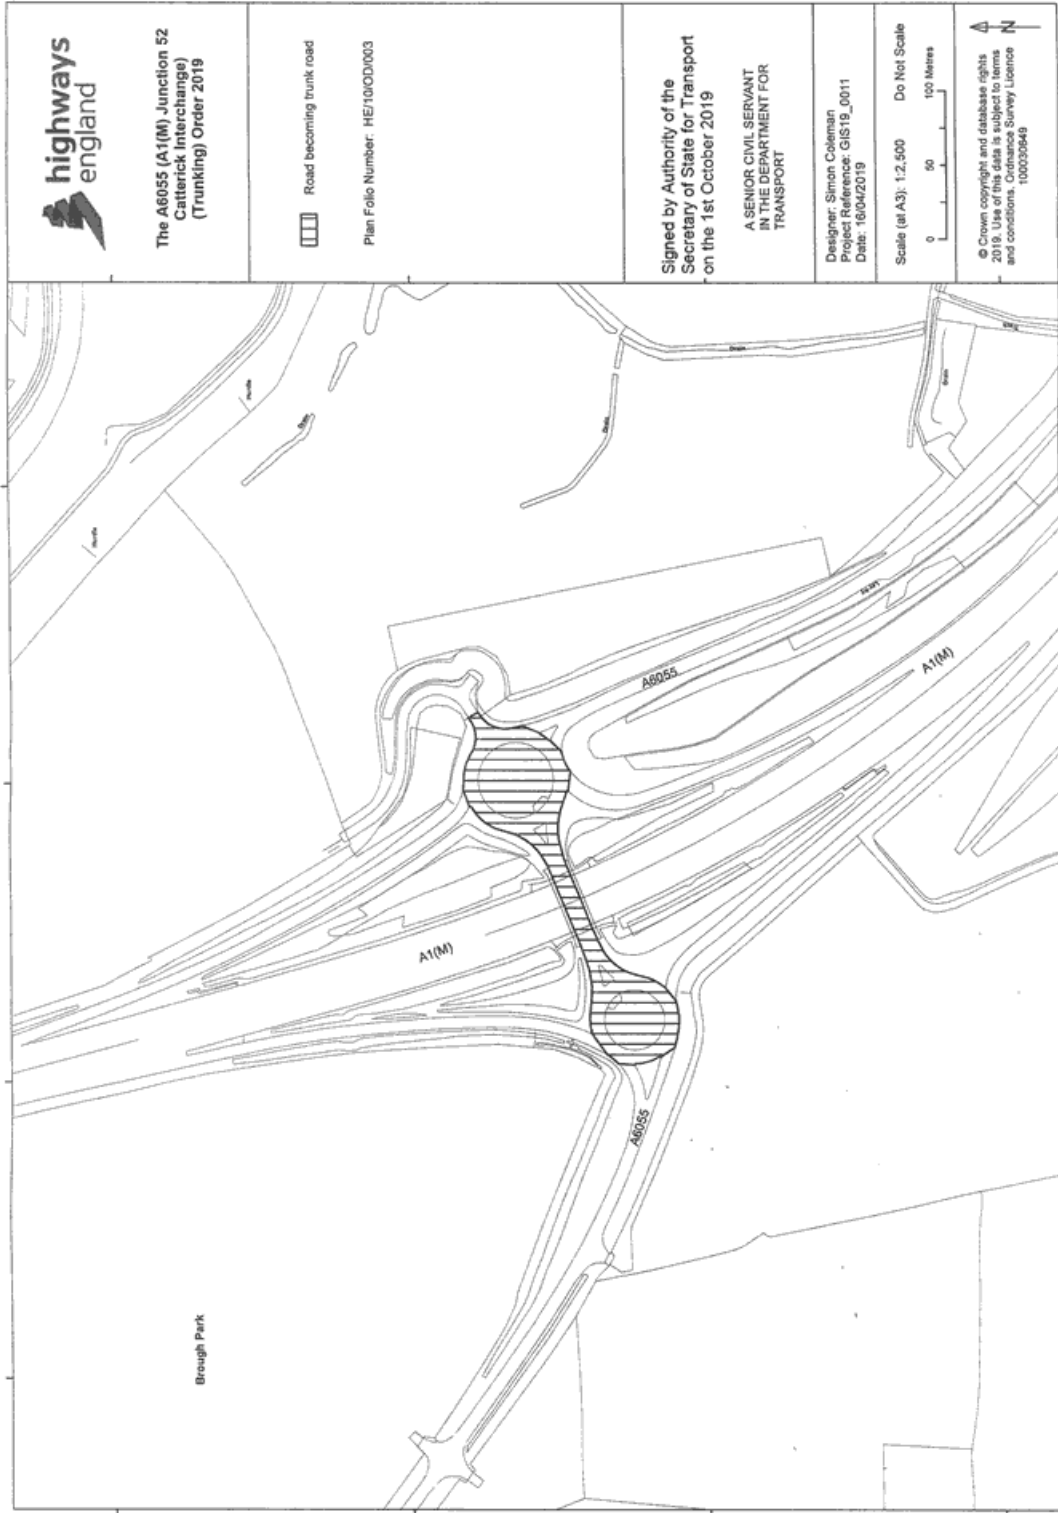 highways
england
The A6055 (A1(M) Junction 52
Catterick Interchange)
(Trunking) Order 2019
Road becoming trunk road
Plan Folio Number: HE/10/OD/003
Signed by Authority of the
Secretary of State for Transport
on the 1st October 2019
A SENIOR CIVIL SERVANT
IN THE DEPARTMENT FOR
TRANSPORT
Designer: Simon Coleman
Project Reference: GIS19_0011
Date: 16/04/2019
Scale (at A3): 1:2,500 Do Not Scale
0 50 100 Metres
© Crown copyright and database rights
2019. Use of this data is subject to terms
and conditions. Ordnance Survey Licence
100030649
N
Brough Park
A1(M)
A6055
A6055
A1(M)
Hurdle
Hurdle
Drain
Drain
Drain
Drain